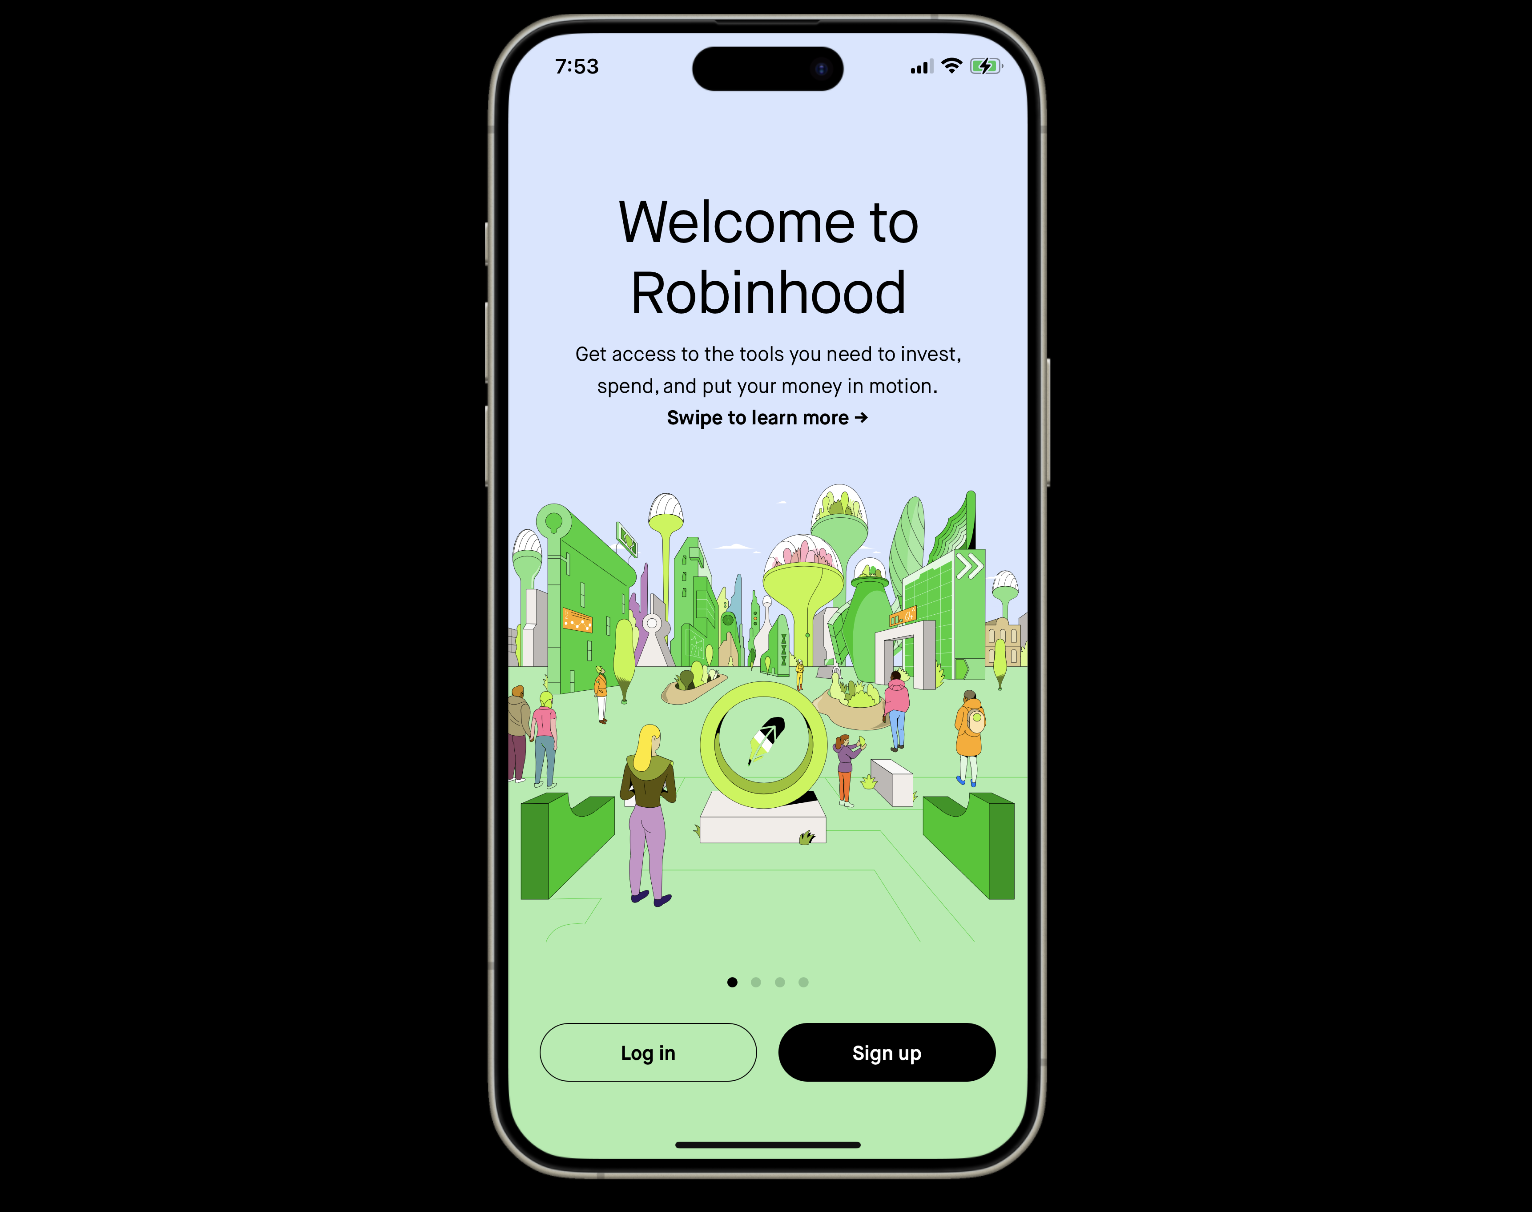 7:53
Welcome to
Robinhood
Get access to the tools you need to invest,
spend, and put your money in motion.
Swipe to learn more →
Log in
Sign up